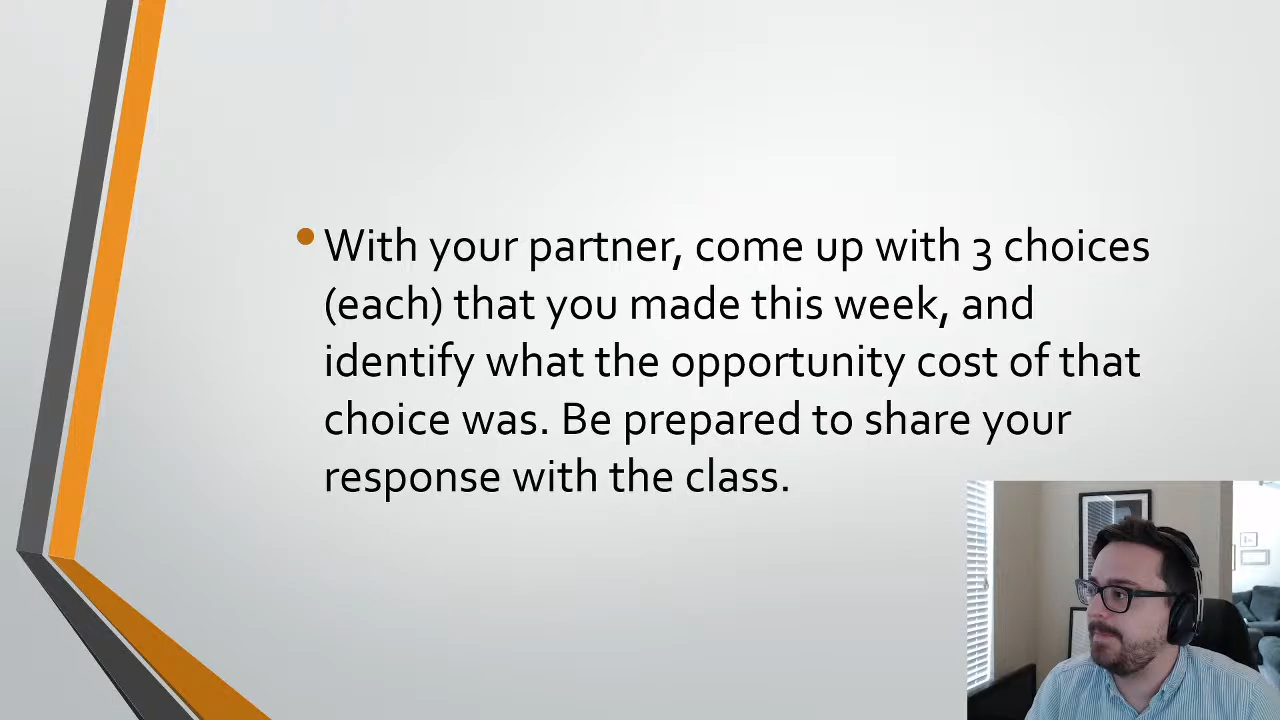 With your partner, come up with 3 choices
(each) that you made this week, and
identify what the opportunity cost of that
choice was. Be prepared to share your
response with the class.